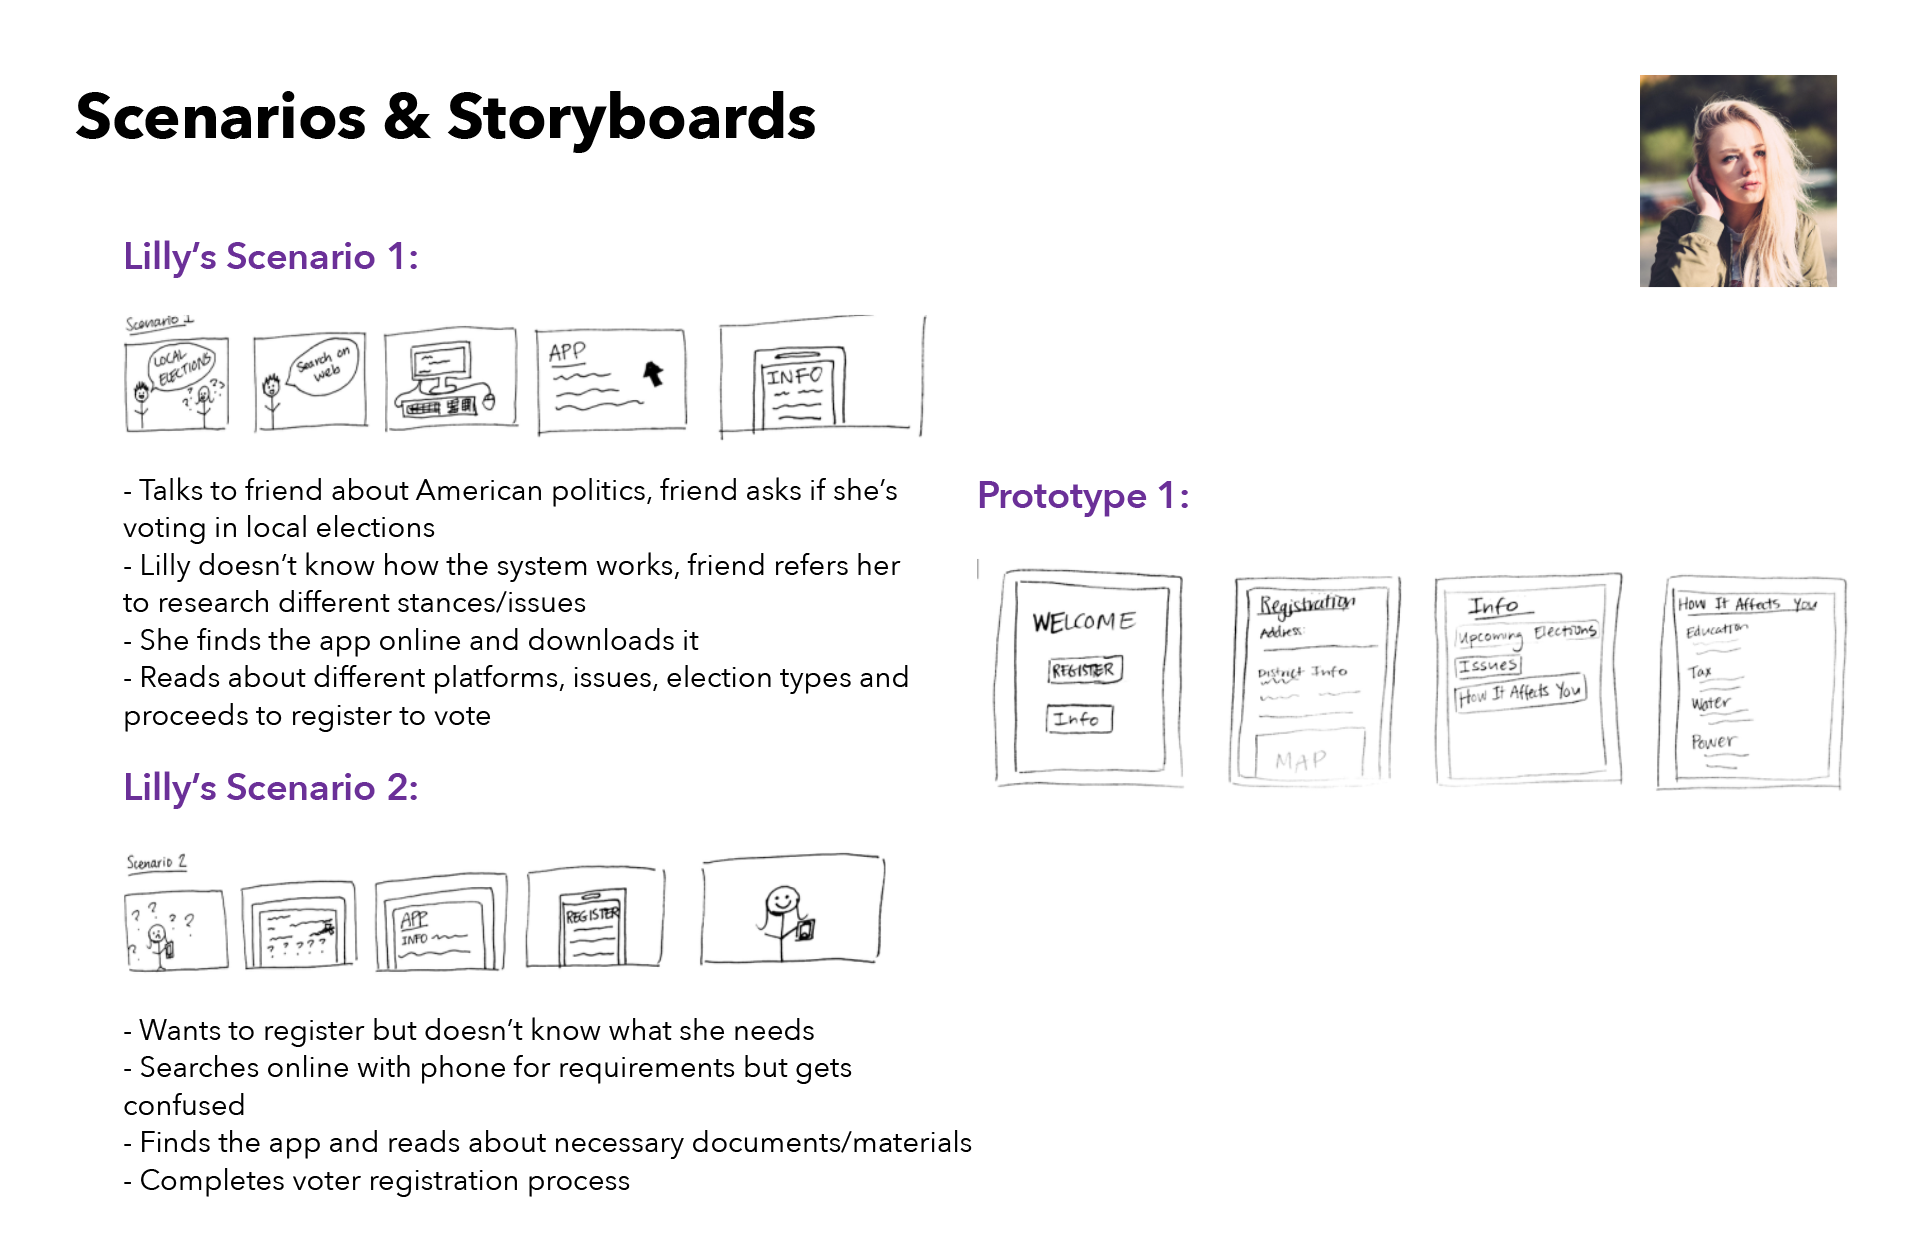 Scenarios & Storyboards
Lilly’s Scenario 1:
Scenario 1
LOCAL
ELECTIONS
? ? ?
? ?
Search on
web
APP
INFO
- Talks to friend about American politics, friend asks if she’s
voting in local elections
- Lilly doesn’t know how the system works, friend refers her
to research different stances/issues
- She finds the app online and downloads it
- Reads about different platforms, issues, election types and
proceeds to register to vote
Lilly’s Scenario 2:
Scenario 2
? ? ? ?
?
? ? ? ? ?
APP
INFO
REGISTER
- Wants to register but doesn’t know what she needs
- Searches online with phone for requirements but gets
confused
- Finds the app and reads about necessary documents/materials
- Completes voter registration process
Prototype 1:
WELCOME
REGISTER
Info
Registration
Address:
District Info
MAP
Info
Upcoming Elections
Issues
How It Affects You
How It Affects You
Education
Tax
Water
Power